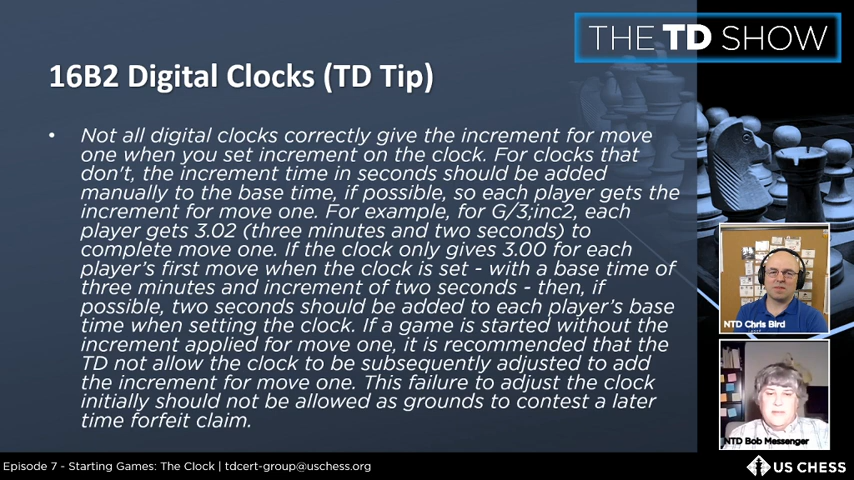 THE TD SHOW
16B2 Digital Clocks (TD Tip)
• Not all digital clocks correctly give the increment for move
one when you set increment on the clock. For clocks that
don't, the increment time in seconds should be added
manually to the base time, if possible, so each player gets the
increment for move one. For example, for G/3;inc2, each
player gets 3.02 (three minutes and two seconds) to
complete move one. If the clock only gives 3.00 for each
player's first move when the clock is set - with a base time of
three minutes and increment of two seconds - then, if
possible, two seconds should be added to each player's base
time when setting the clock. If a game is started without the
increment applied for move one, it is recommended that the
TD not allow the clock to be subsequently adjusted to add
the increment for move one. This failure to adjust the clock
initially should not be allowed as grounds to contest a later
time forfeit claim.
NTD Chris Bird
NTD Bob Messenger
Episode 7 - Starting Games: The Clock | tdcert-group@uschess.org
US CHESS